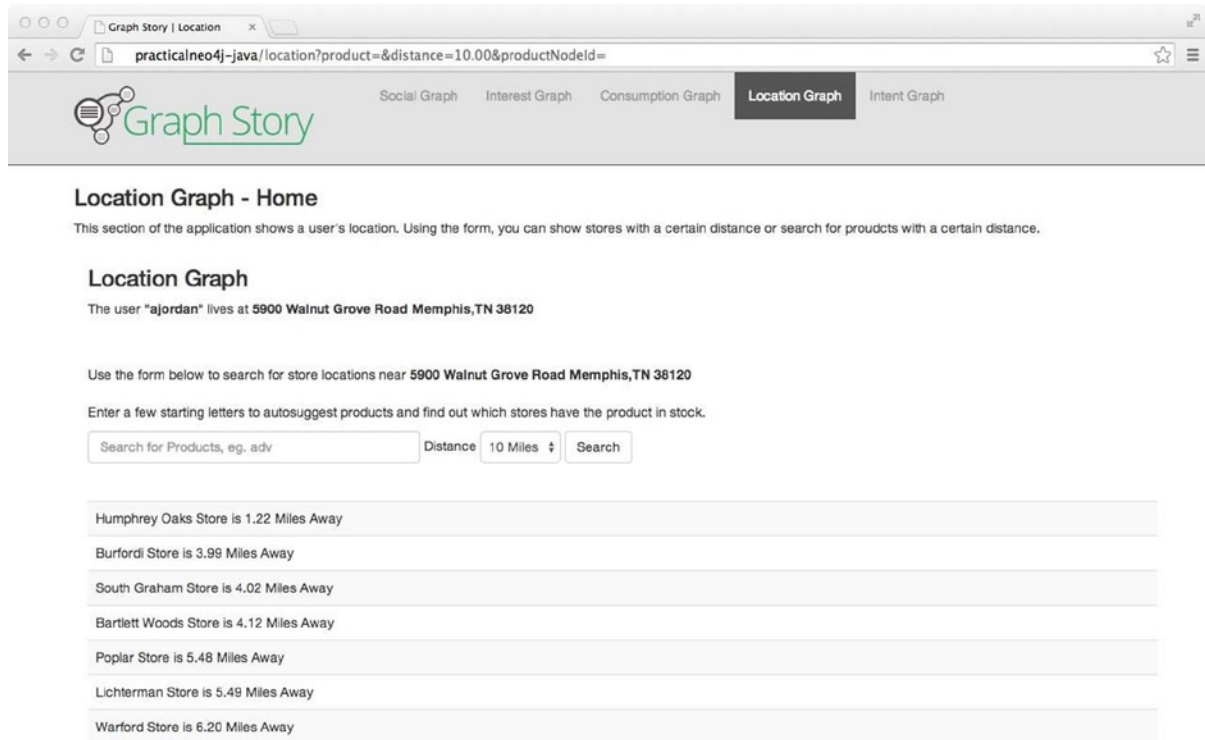 Graph Story | Location
practicalneo4j-java/location?product=&distance=10.00&productNodeId=
Graph Story
Social Graph Interest Graph Consumption Graph Location Graph Intent Graph
Location Graph - Home
This section of the application shows a user's location. Using the form, you can show stores with a certain distance or search for proudcts with a certain distance.
Location Graph
The user "ajordan" lives at 5900 Walnut Grove Road Memphis,TN 38120
Use the form below to search for store locations near 5900 Walnut Grove Road Memphis,TN 38120
Enter a few starting letters to autosuggest products and find out which stores have the product in stock.
Search for Products, eg. adv Distance 10 Miles Search
Humphrey Oaks Store is 1.22 Miles Away
Burfordi Store is 3.99 Miles Away
South Graham Store is 4.02 Miles Away
Bartlett Woods Store is 4.12 Miles Away
Poplar Store is 5.48 Miles Away
Lichterman Store is 5.49 Miles Away
Warford Store is 6.20 Miles Away